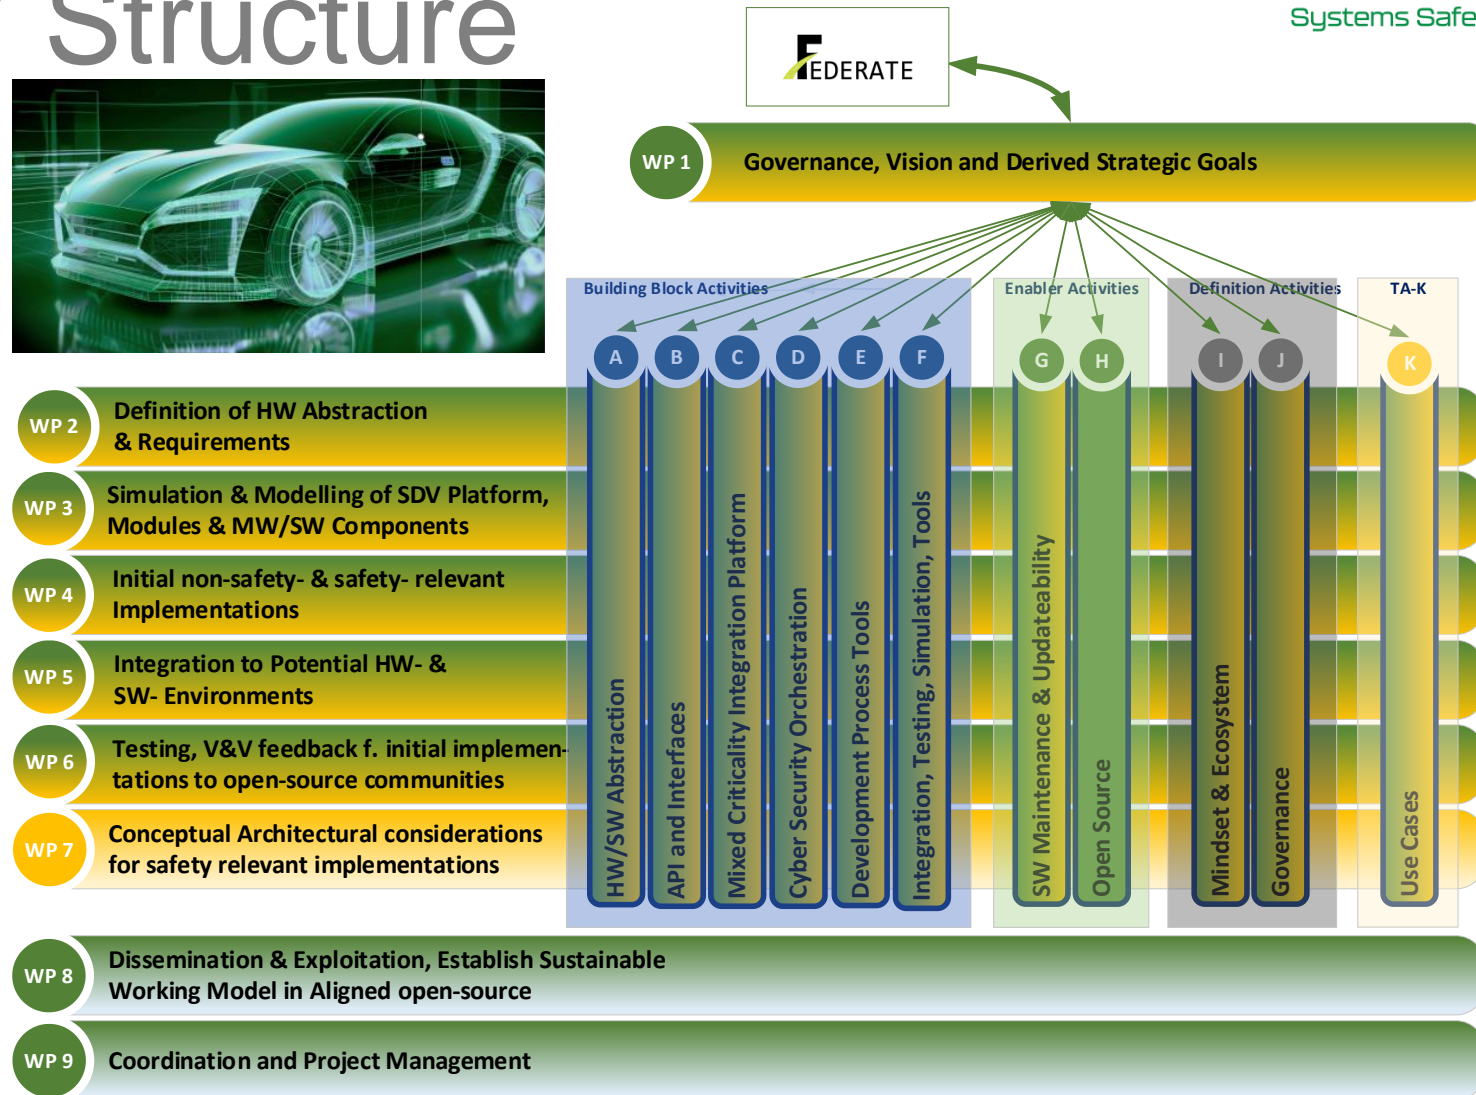 Structure
Systems Safe
FEDERATE
WP 1
Governance, Vision and Derived Strategic Goals
Building Block Activities
Enabler Activities
Definition Activities
TA-K
A
B
C
D
E
F
G
H
I
J
K
HW/SW Abstraction
API and Interfaces
Mixed Criticality Integration Platform
Cyber Security Orchestration
Development Process Tools
Integration, Testing, Simulation, Tools
SW Maintenance & Updateability
Open Source
Mindset & Ecosystem
Governance
Use Cases
WP 2
Definition of HW Abstraction
& Requirements
WP 3
Simulation & Modelling of SDV Platform,
Modules & MW/SW Components
WP 4
Initial non-safety- & safety- relevant
Implementations
WP 5
Integration to Potential HW- &
SW- Environments
WP 6
Testing, V&V feedback f. initial implemen-
tations to open-source communities
WP 7
Conceptual Architectural considerations
for safety relevant implementations
WP 8
Dissemination & Exploitation, Establish Sustainable
Working Model in Aligned open-source
WP 9
Coordination and Project Management